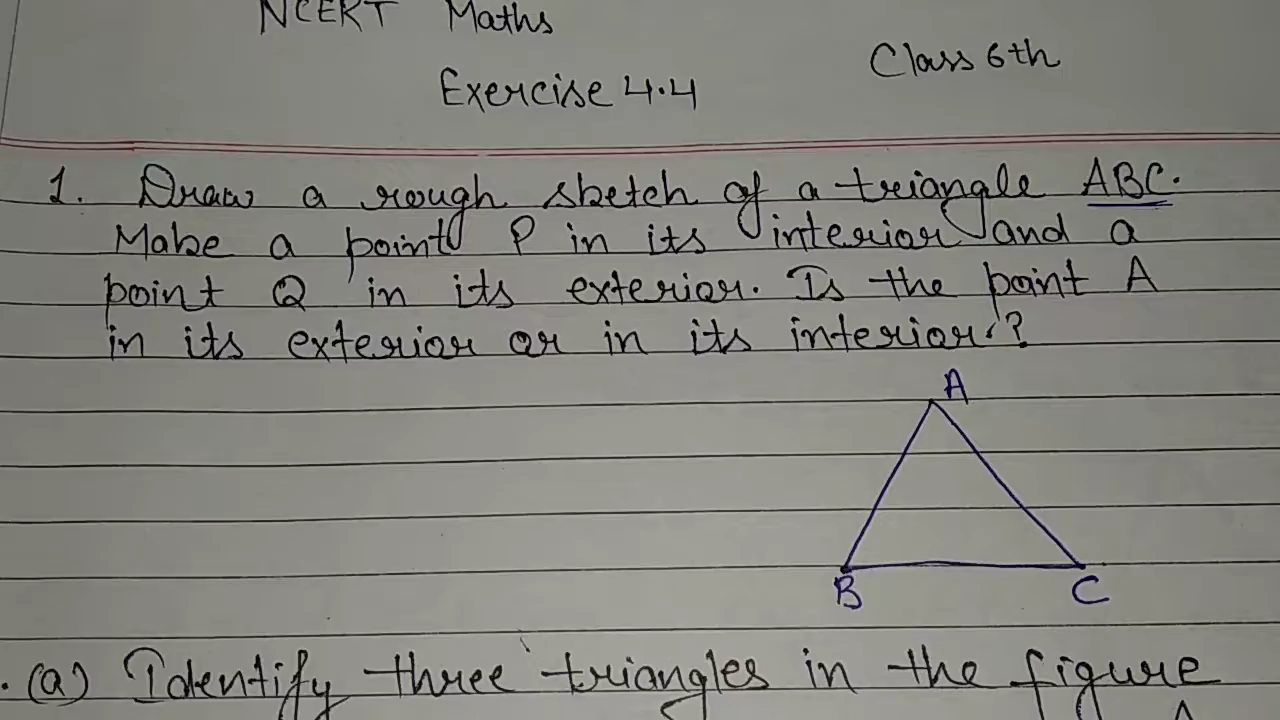 NCERT Maths
Class 6th
Exercise 4.4
1. Draw a rough sketch of a triangle ABC.
Make a point P in its interior and a
point Q in its exterior. Is the point A
in its exterior or in its interior.?
A
B
C
.(a) Identify three triangles in the figure